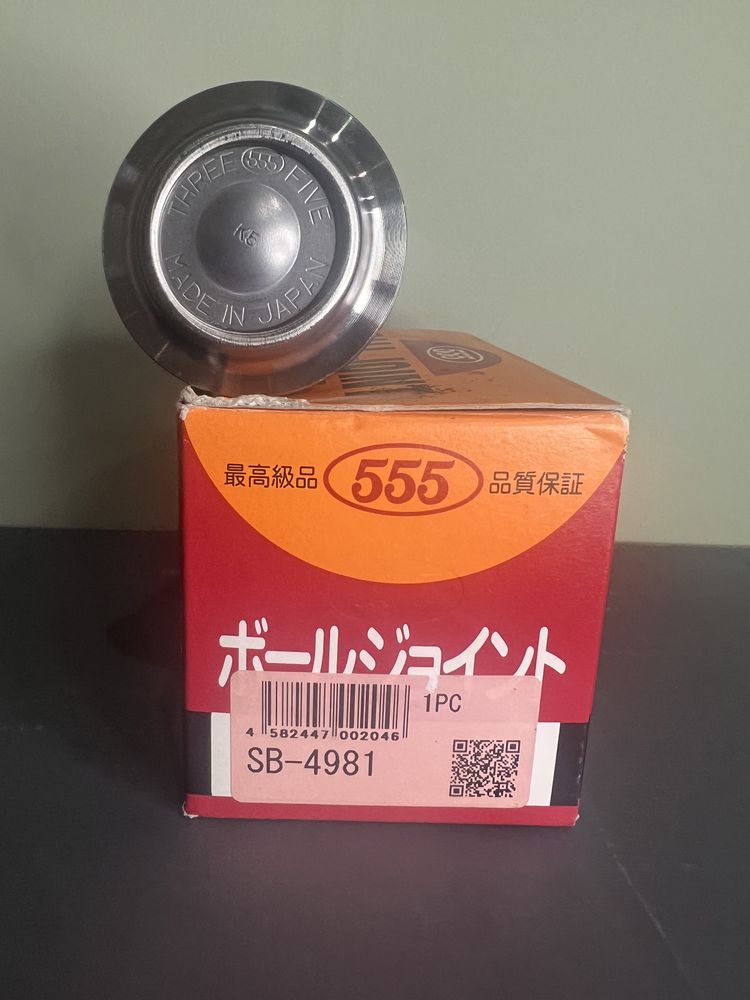 THREE 555 FIVE
K5
MADE IN JAPAN
555
最高級品 555 品質保証
ボールジョイント
1PC
4 582447 002046
SB-4981